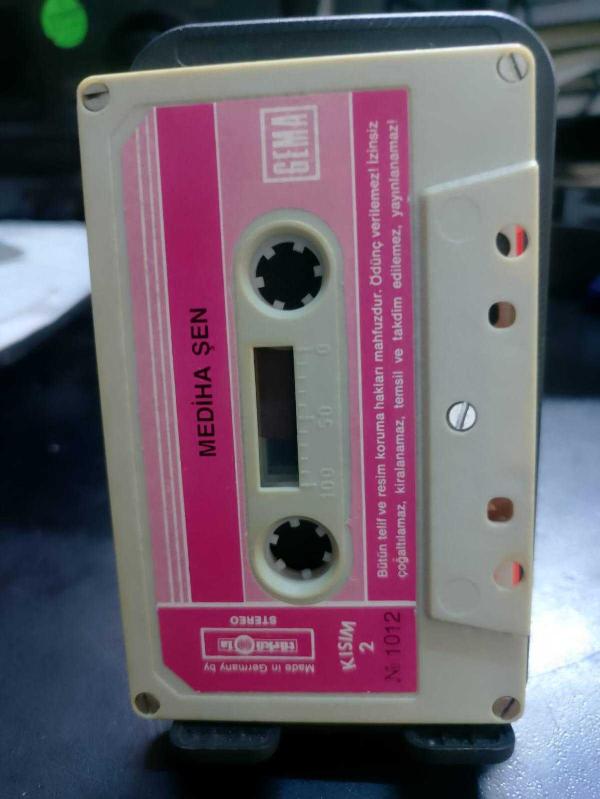 MEDİHA ŞEN
GEMA
0 50 100
Bütün telif ve resim koruma hakları mahfuzdur. Ödünç verilemez! İzinsiz
çoğaltılamaz, kiralanamaz, temsil ve takdim edilemez, yayınlanamaz!
STEREO
türküola
Made in Germany by
KISIM
2
№ 1012